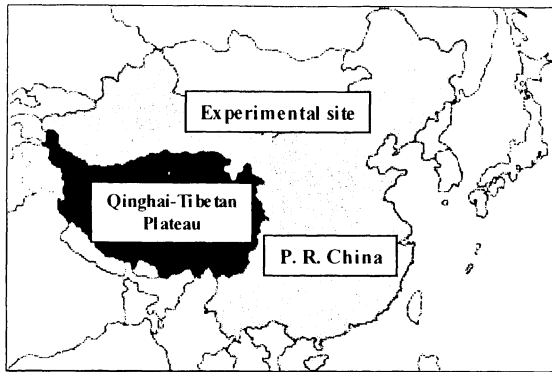 Experimental site
Qinghai-Tibetan
Plateau
P. R. China